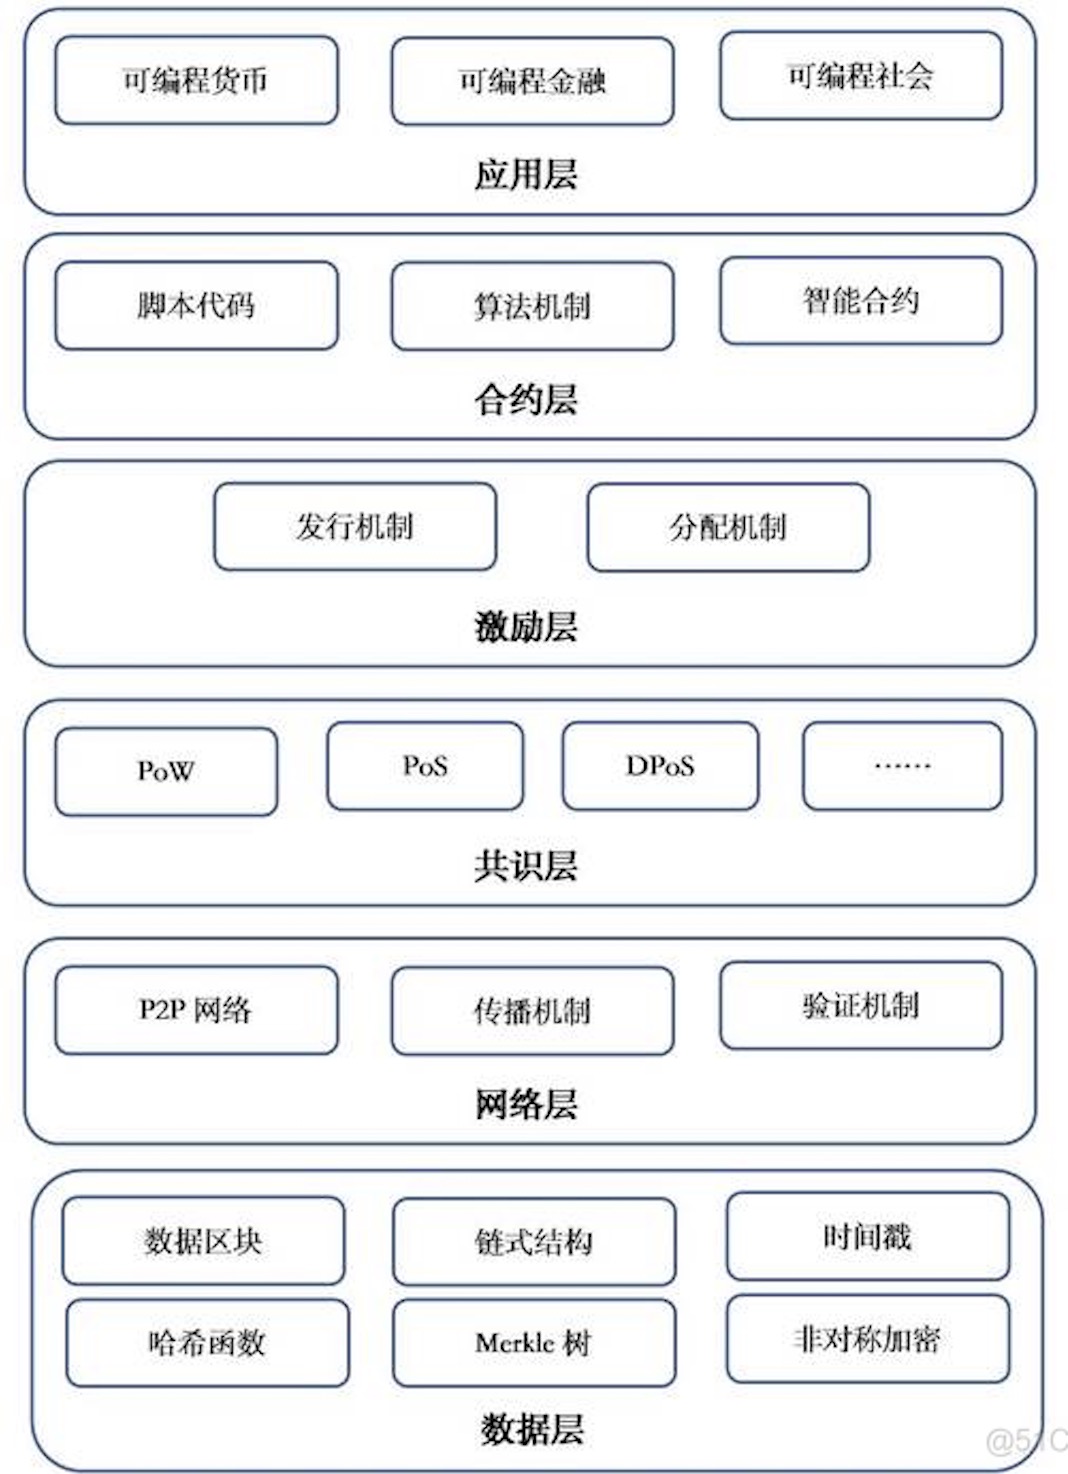 可编程货币 可编程金融 可编程社会
应用层
脚本代码 算法机制 智能合约
合约层
发行机制 分配机制
激励层
PoW PoS DPoS ······
共识层
P2P 网络 传播机制 验证机制
网络层
数据区块 链式结构 时间戳
哈希函数 Merkle 树 非对称加密
数据层
@51C